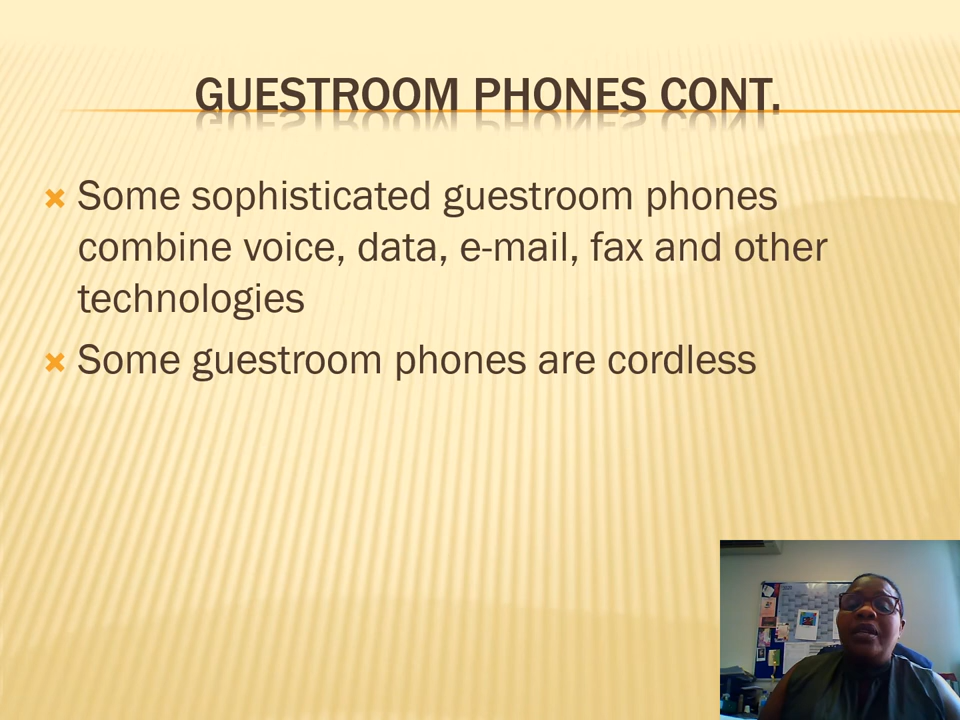 GUESTROOM PHONES CONT.
Some sophisticated guestroom phones
combine voice, data, e-mail, fax and other
technologies
Some guestroom phones are cordless